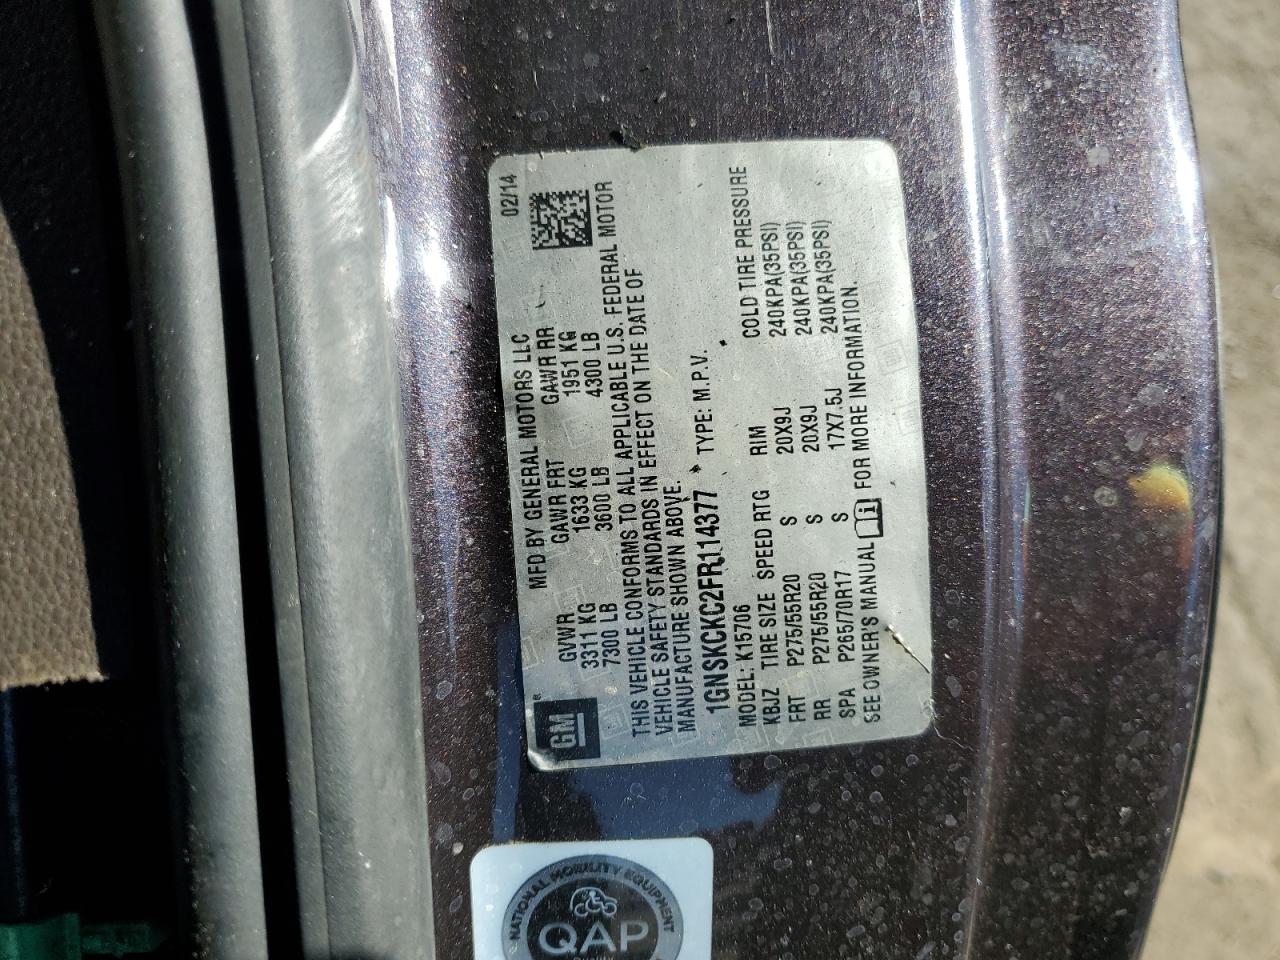 MFD BY GENERAL MOTORS LLC 02/14
GVWR GAWR FRT GAWR RR
3311 KG 1633 KG 1951 KG
7300 LB 3600 LB 4300 LB
GM®
THIS VEHICLE CONFORMS TO ALL APPLICABLE U.S. FEDERAL MOTOR
VEHICLE SAFETY STANDARDS IN EFFECT ON THE DATE OF
MANUFACTURE SHOWN ABOVE.
1GNSKCKC2FR114377 TYPE: M.P.V.
MODEL: K15706
KBJZ TIRE SIZE SPEED RTG RIM COLD TIRE PRESSURE
FRT P275/55R20 S 20X9J 240KPA(35PSI)
RR P275/55R20 S 20X9J 240KPA(35PSI)
SPA P265/70R17 S 17X7.5J 240KPA(35PSI)
SEE OWNER'S MANUAL i FOR MORE INFORMATION.
NATIONAL MOBILITY EQUIPMENT
QAP
Quality